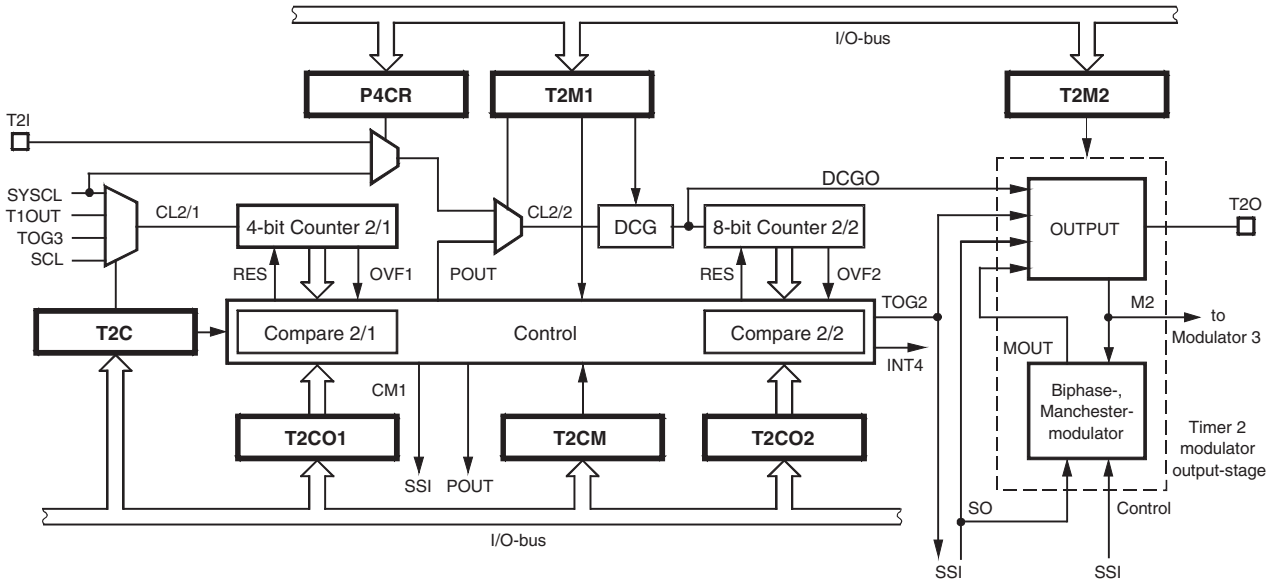 I/O-bus
P4CR
T2M1
T2M2
T2I
DCGO
SYSCL
T1OUT
TOG3
SCL
CL2/1
4-bit Counter 2/1
CL2/2
DCG
8-bit Counter 2/2
OUTPUT
T2O
RES
OVF1
POUT
RES
OVF2
TOG2
M2
to
Modulator 3
T2C
Compare 2/1
Control
Compare 2/2
INT4
MOUT
CM1
Biphase-,
Manchester-
modulator
T2CO1
T2CM
T2CO2
Timer 2
modulator
output-stage
SSI
POUT
SO
Control
I/O-bus
SSI
SSI